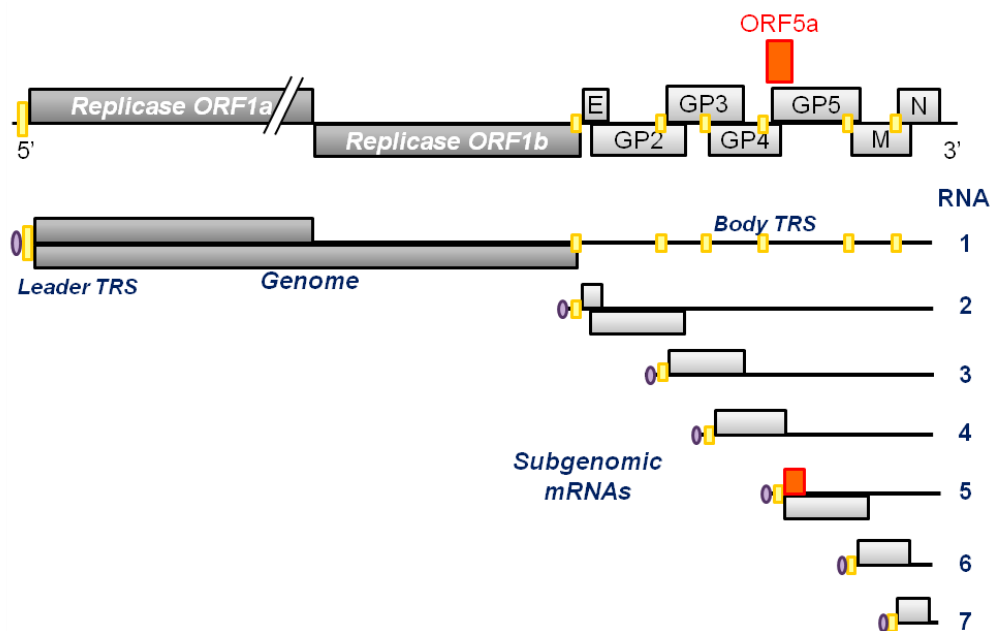 ORF5a
Replicase ORF1a
E
GP3
GP5
N
5’
Replicase ORF1b
GP2
GP4
M
3’
RNA
Body TRS
1
Leader TRS
Genome
2
3
4
Subgenomic
mRNAs
5
6
7